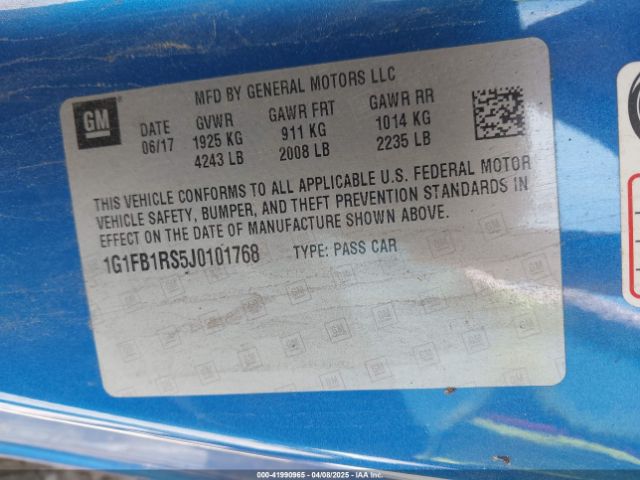 MFD BY GENERAL MOTORS LLC
GM
DATE GVWR GAWR FRT GAWR RR
06/17 1925 KG 911 KG 1014 KG
4243 LB 2008 LB 2235 LB
THIS VEHICLE CONFORMS TO ALL APPLICABLE U.S. FEDERAL MOTOR
VEHICLE SAFETY, BUMPER, AND THEFT PREVENTION STANDARDS IN
EFFECT ON THE DATE OF MANUFACTURE SHOWN ABOVE.
1G1FB1RS5J0101768 TYPE: PASS CAR
000-41990965 04/08/2025 IAAI.COM